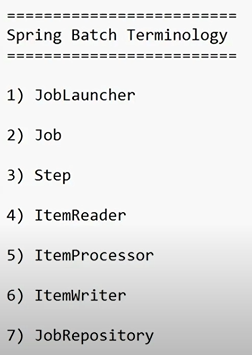 =========================
Spring Batch Terminology
=========================
1) JobLauncher
2) Job
3) Step
4) ItemReader
5) ItemProcessor
6) ItemWriter
7) JobRepository